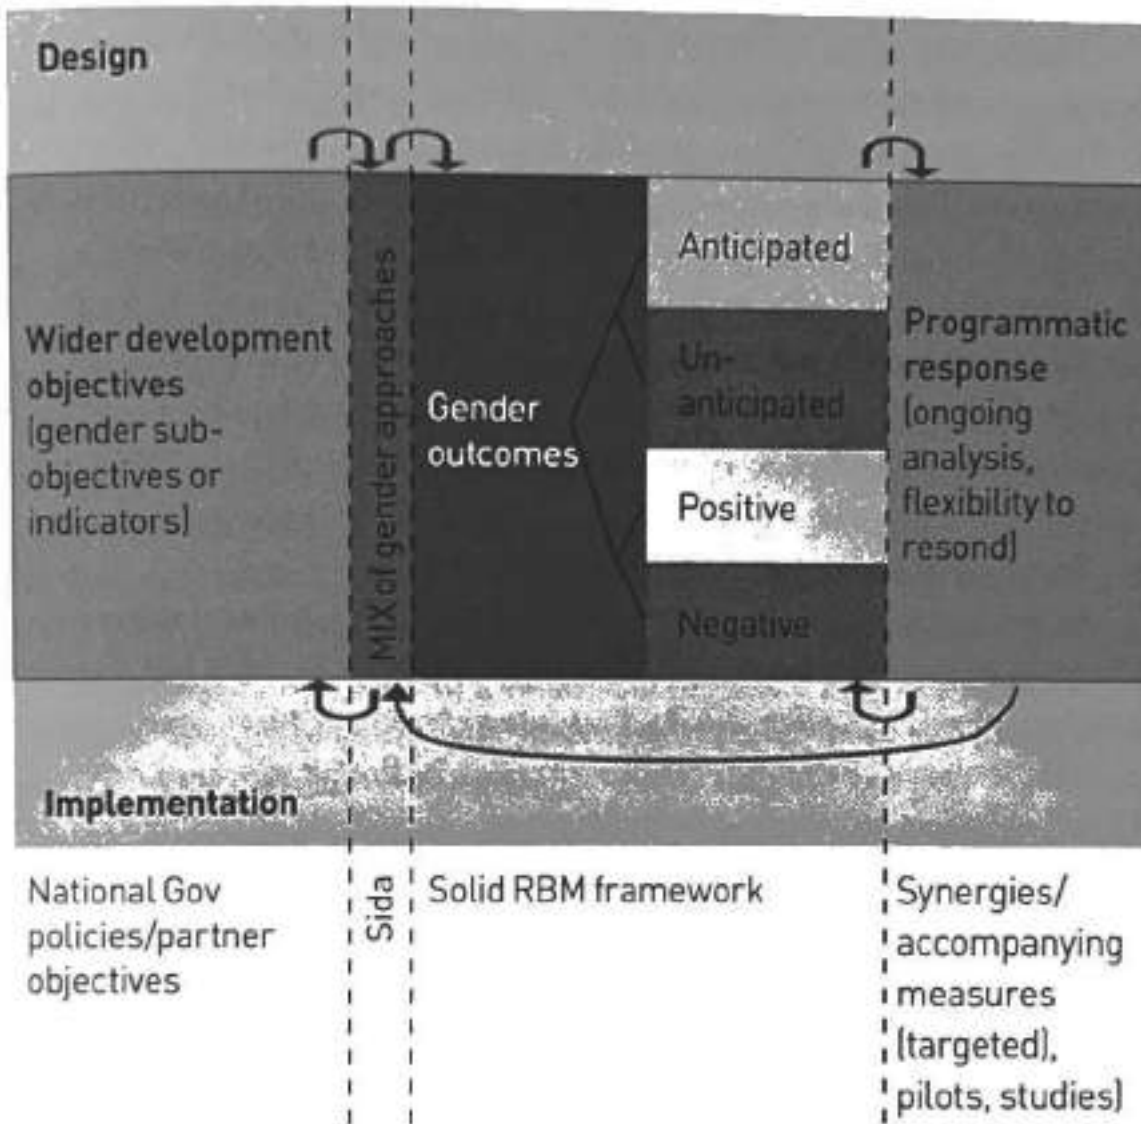 Design
Wider development
objectives
(gender sub-
objectives or
indicators)
MIX of gender approaches
Gender
outcomes
Anticipated
Un-
anticipated
Positive
Negative
Programmatic
response
(ongoing
analysis,
flexibility to
resond)
Implementation
National Gov
policies/partner
objectives
Sida
Solid RBM framework
Synergies/
accompanying
measures
(targeted),
pilots, studies)